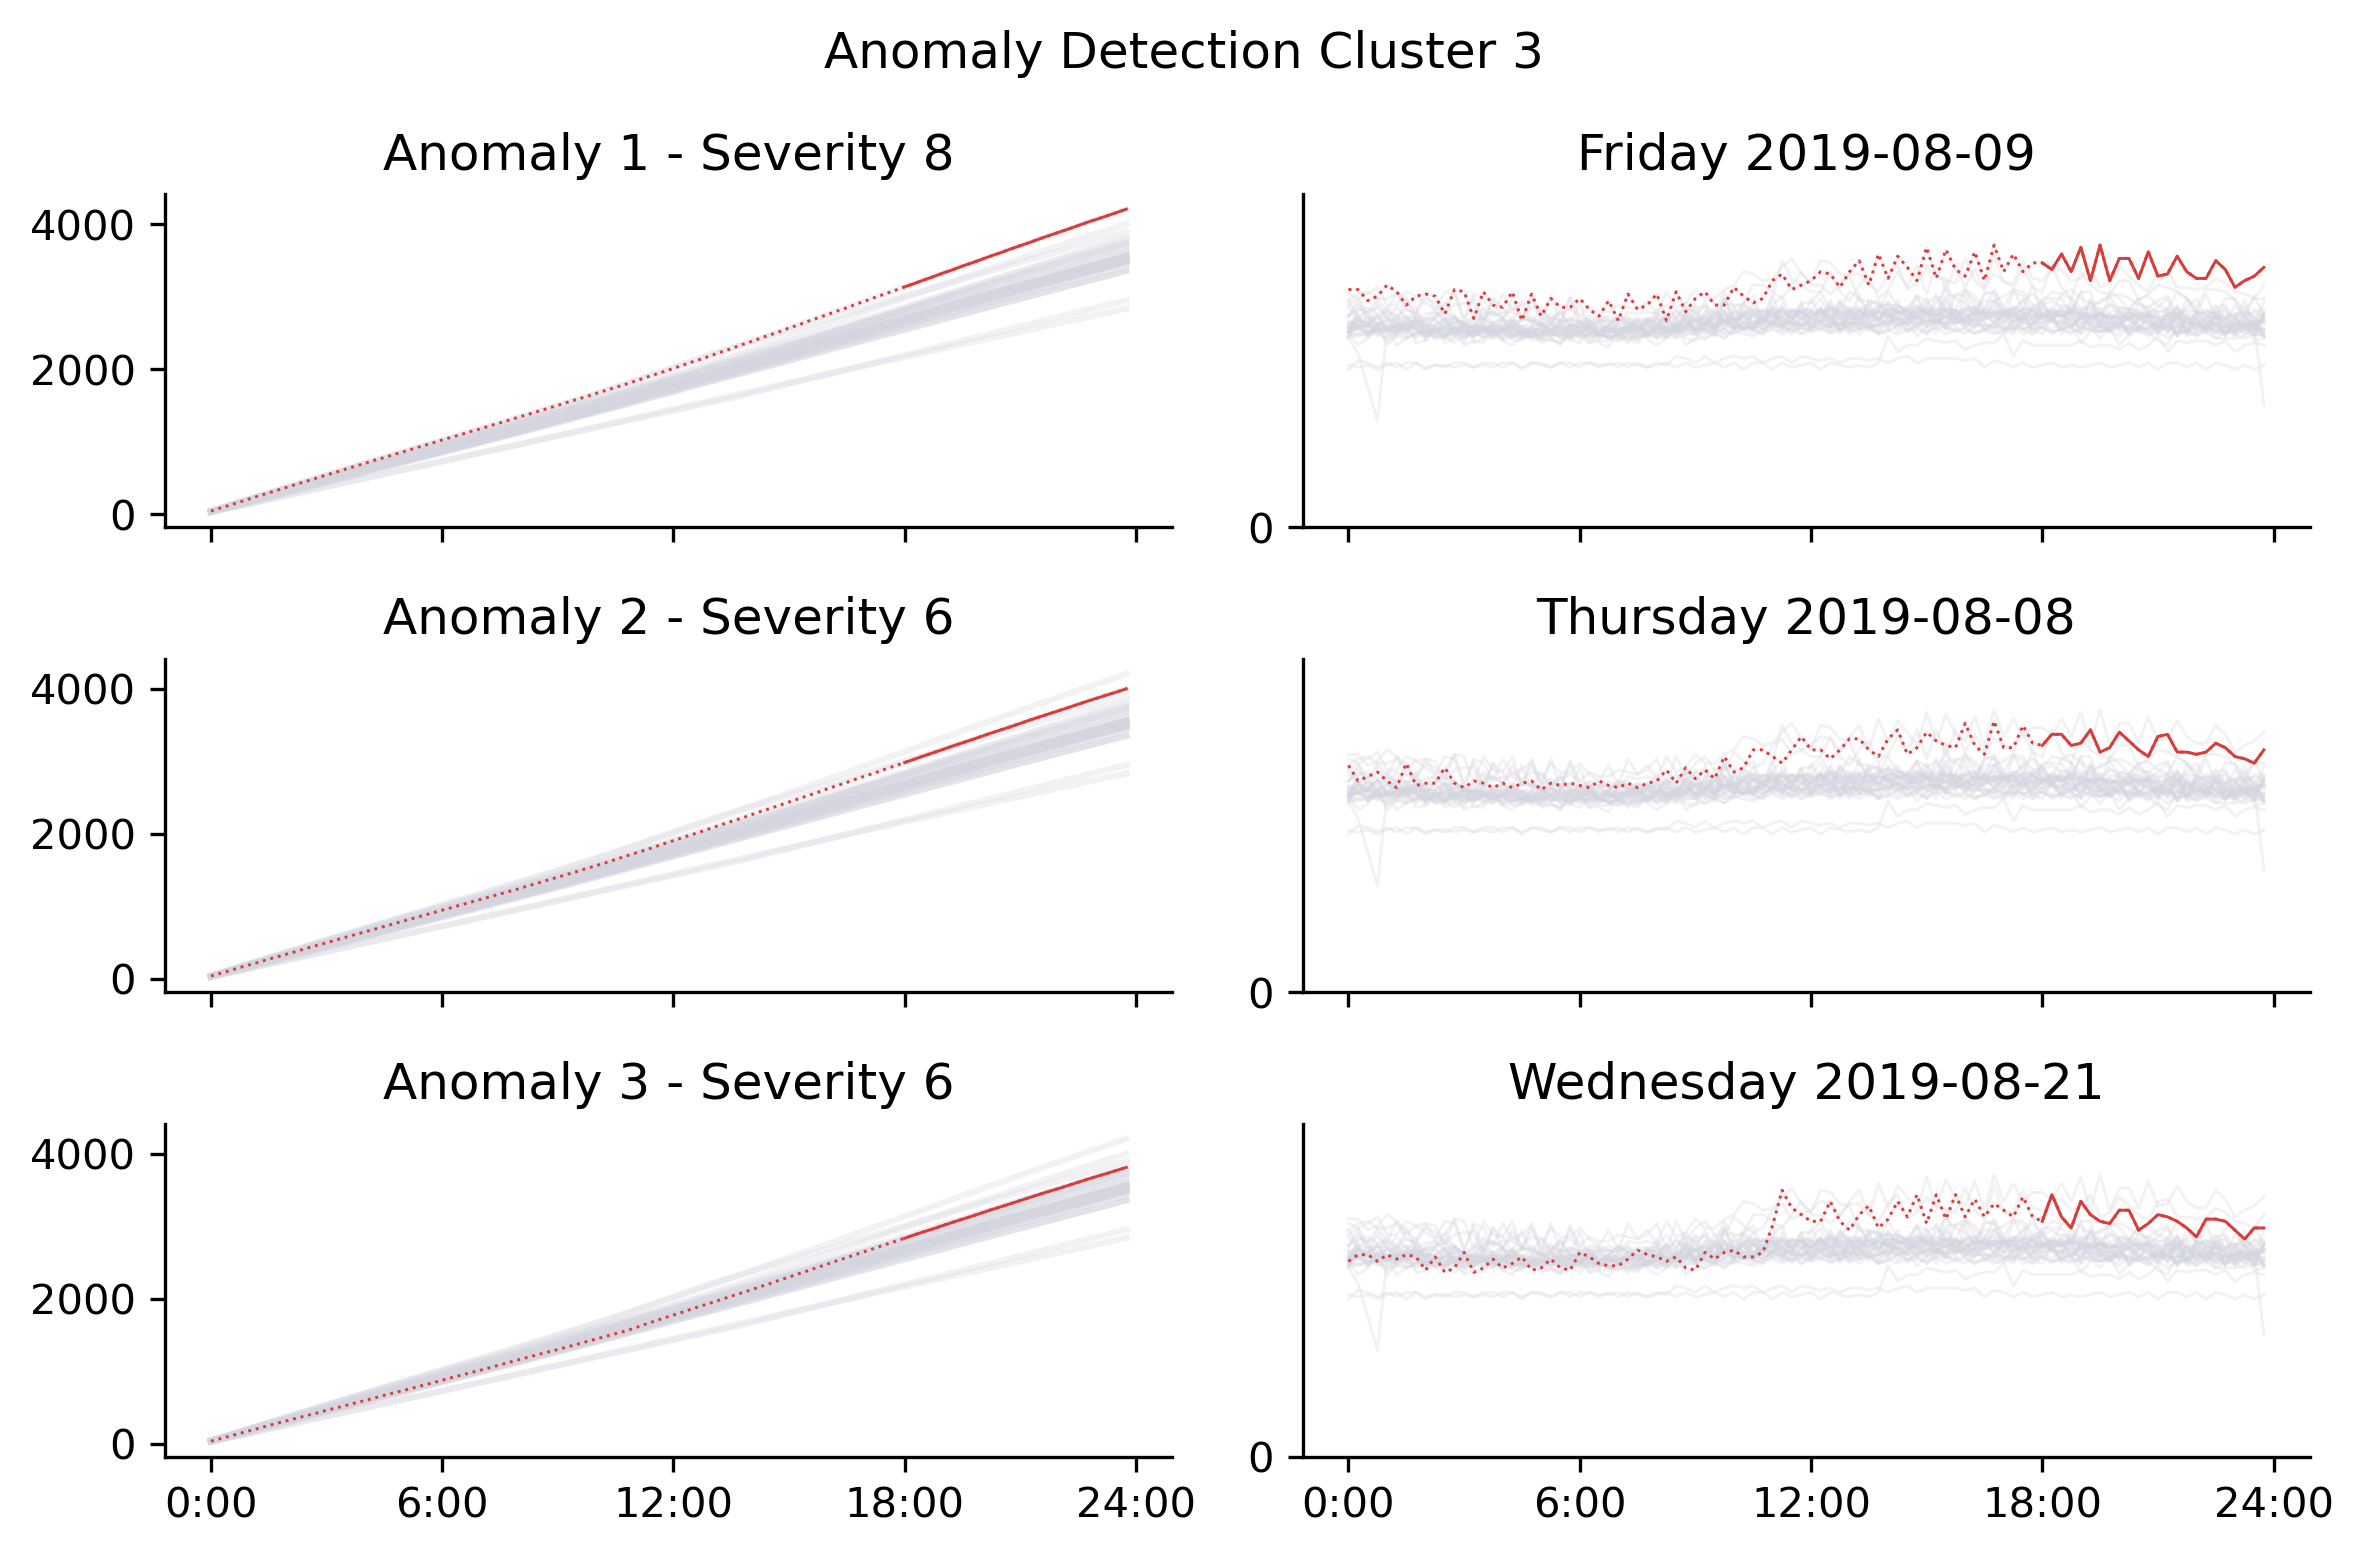 Anomaly Detection Cluster 3
Anomaly 1 - Severity 8
Friday 2019-08-09
4000
2000
0
0
Anomaly 2 - Severity 6
Thursday 2019-08-08
4000
2000
0
0
Anomaly 3 - Severity 6
Wednesday 2019-08-21
4000
2000
0
0
0:00 6:00 12:00 18:00 24:00
0:00 6:00 12:00 18:00 24:00